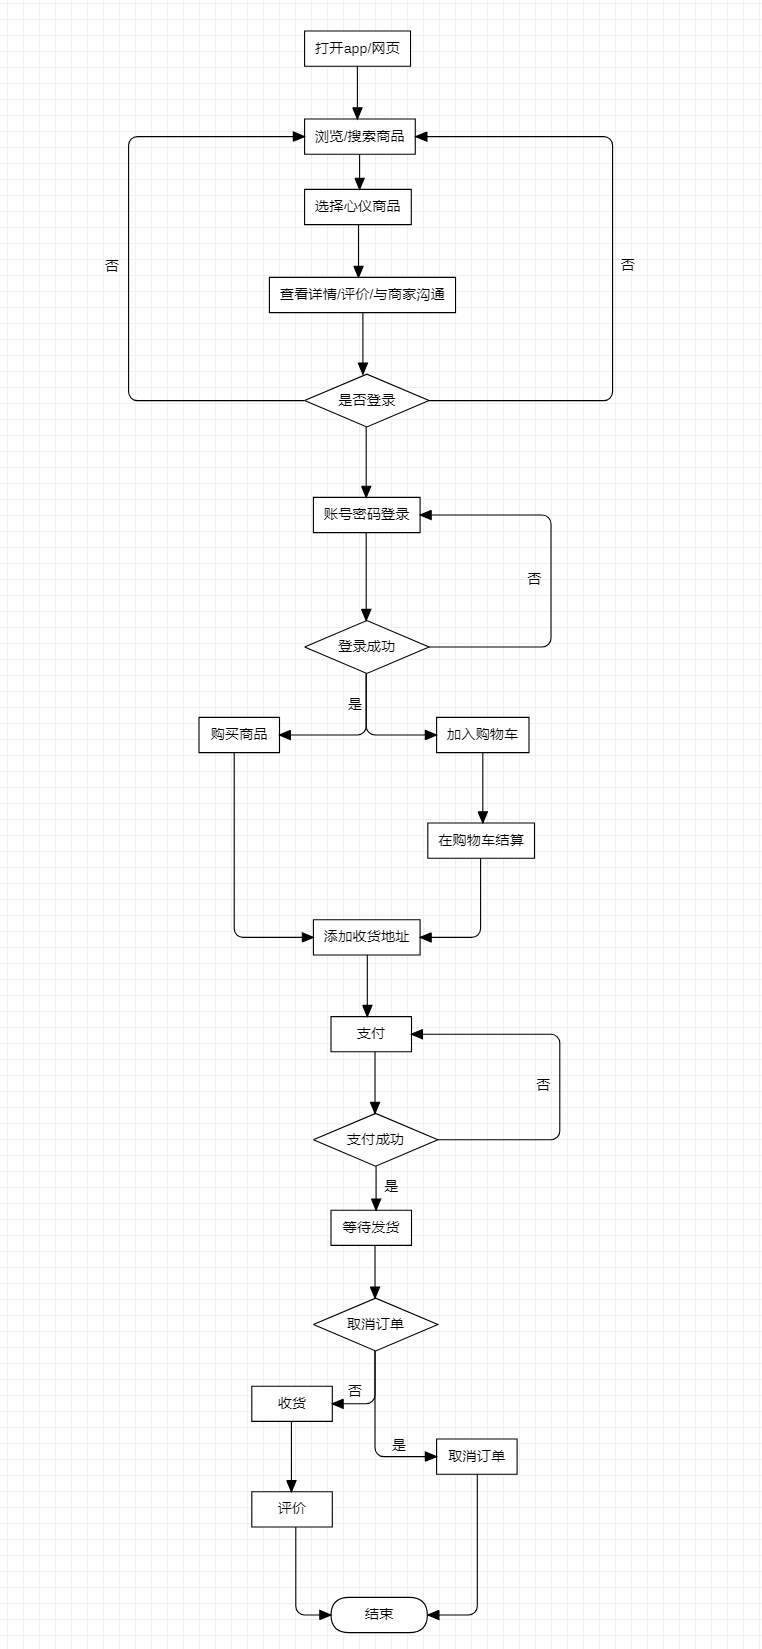 打开app/网页
浏览/搜索商品
选择心仪商品
否
否
查看详情/评价/与商家沟通
是否登录
账号密码登录
否
登录成功
是
购买商品
加入购物车
在购物车结算
添加收货地址
支付
否
支付成功
是
等待发货
取消订单
否
收货
是
取消订单
评价
结束